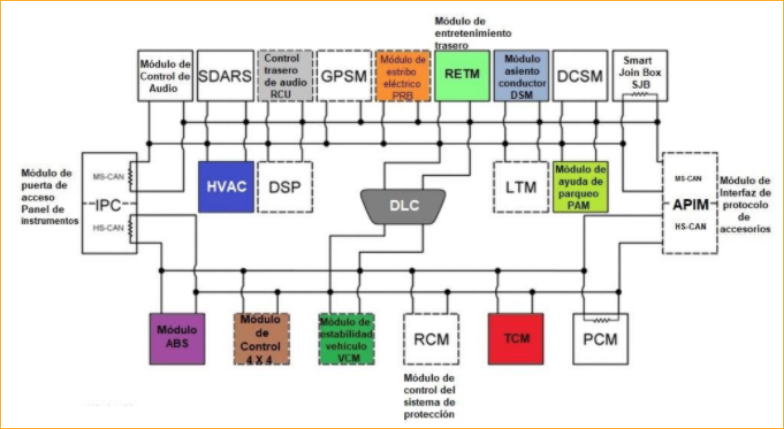 Módulo de
entretenimiento
trasero
Módulo de
Control de
Audio
SDARS
Control
trasero
de audio
RCU
GPSM
Módulo de
estribo
eléctrico
PRB
RETM
Módulo
asiento
conductor
DSM
DCSM
Smart
Join Box
SJB
Módulo de
puerta de
acceso
Panel de
instrumentos
MS-CAN
IPC
HS-CAN
HVAC
DSP
DLC
LTM
Módulo de
ayuda de
parqueo
PAM
MS-CAN
APIM
HS-CAN
Módulo de
Interfaz de
protocolo
de
accesorios
Módulo
ABS
Módulo
de
Control
4 X 4
Módulo de
estabilidad
vehículo
VCM
RCM
TCM
PCM
Módulo de
control del
sistema de
protección